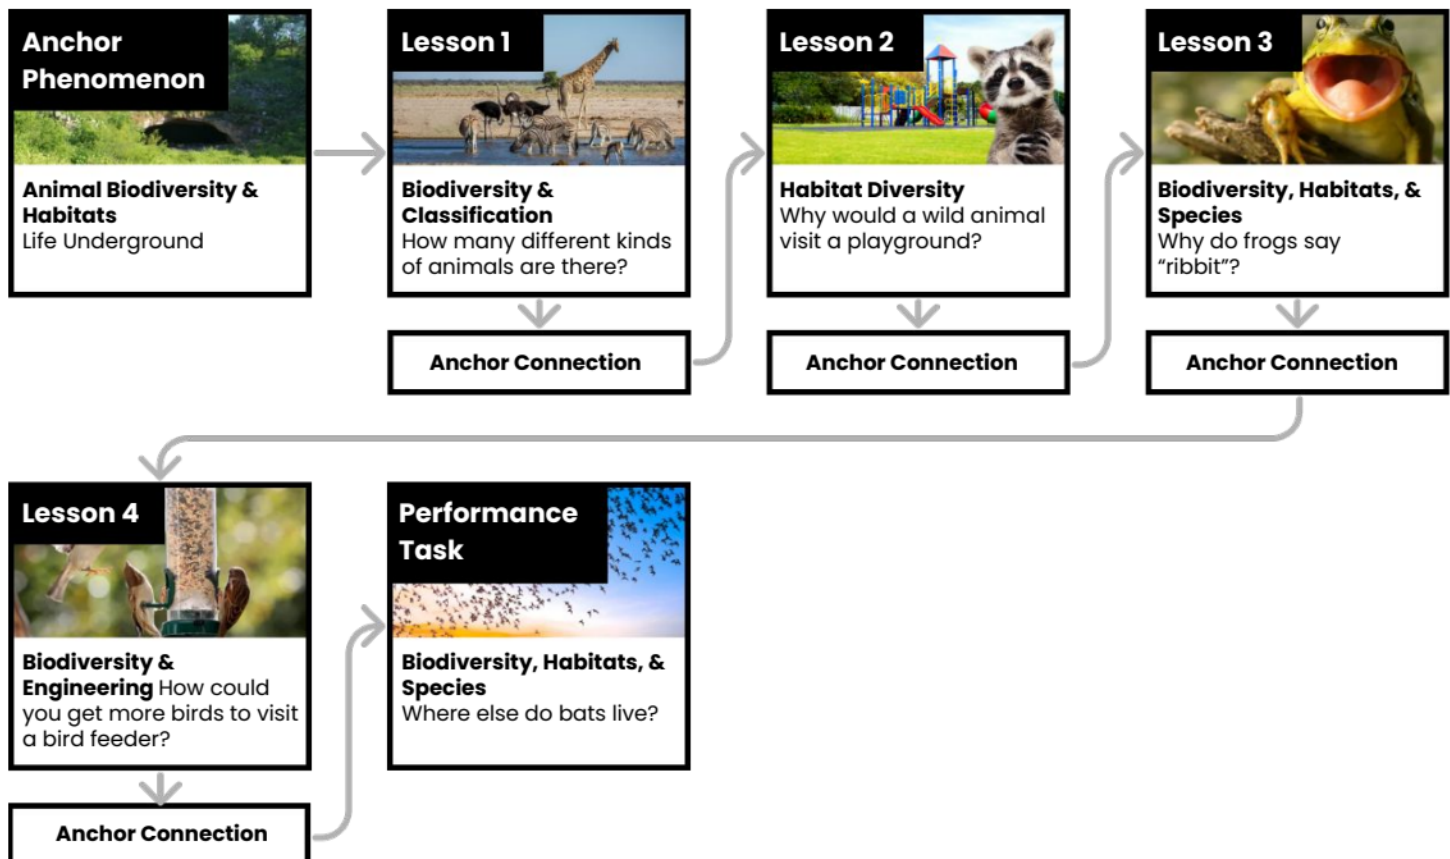 Anchor
Phenomenon
Animal Biodiversity &
Habitats
Life Underground
Lesson 1
Biodiversity &
Classification
How many different kinds
of animals are there?
Anchor Connection
Lesson 2
Habitat Diversity
Why would a wild animal
visit a playground?
Anchor Connection
Lesson 3
Biodiversity, Habitats, &
Species
Why do frogs say
“ribbit”?
Anchor Connection
Lesson 4
Biodiversity &
Engineering How could
you get more birds to visit
a bird feeder?
Anchor Connection
Performance
Task
Biodiversity, Habitats, &
Species
Where else do bats live?